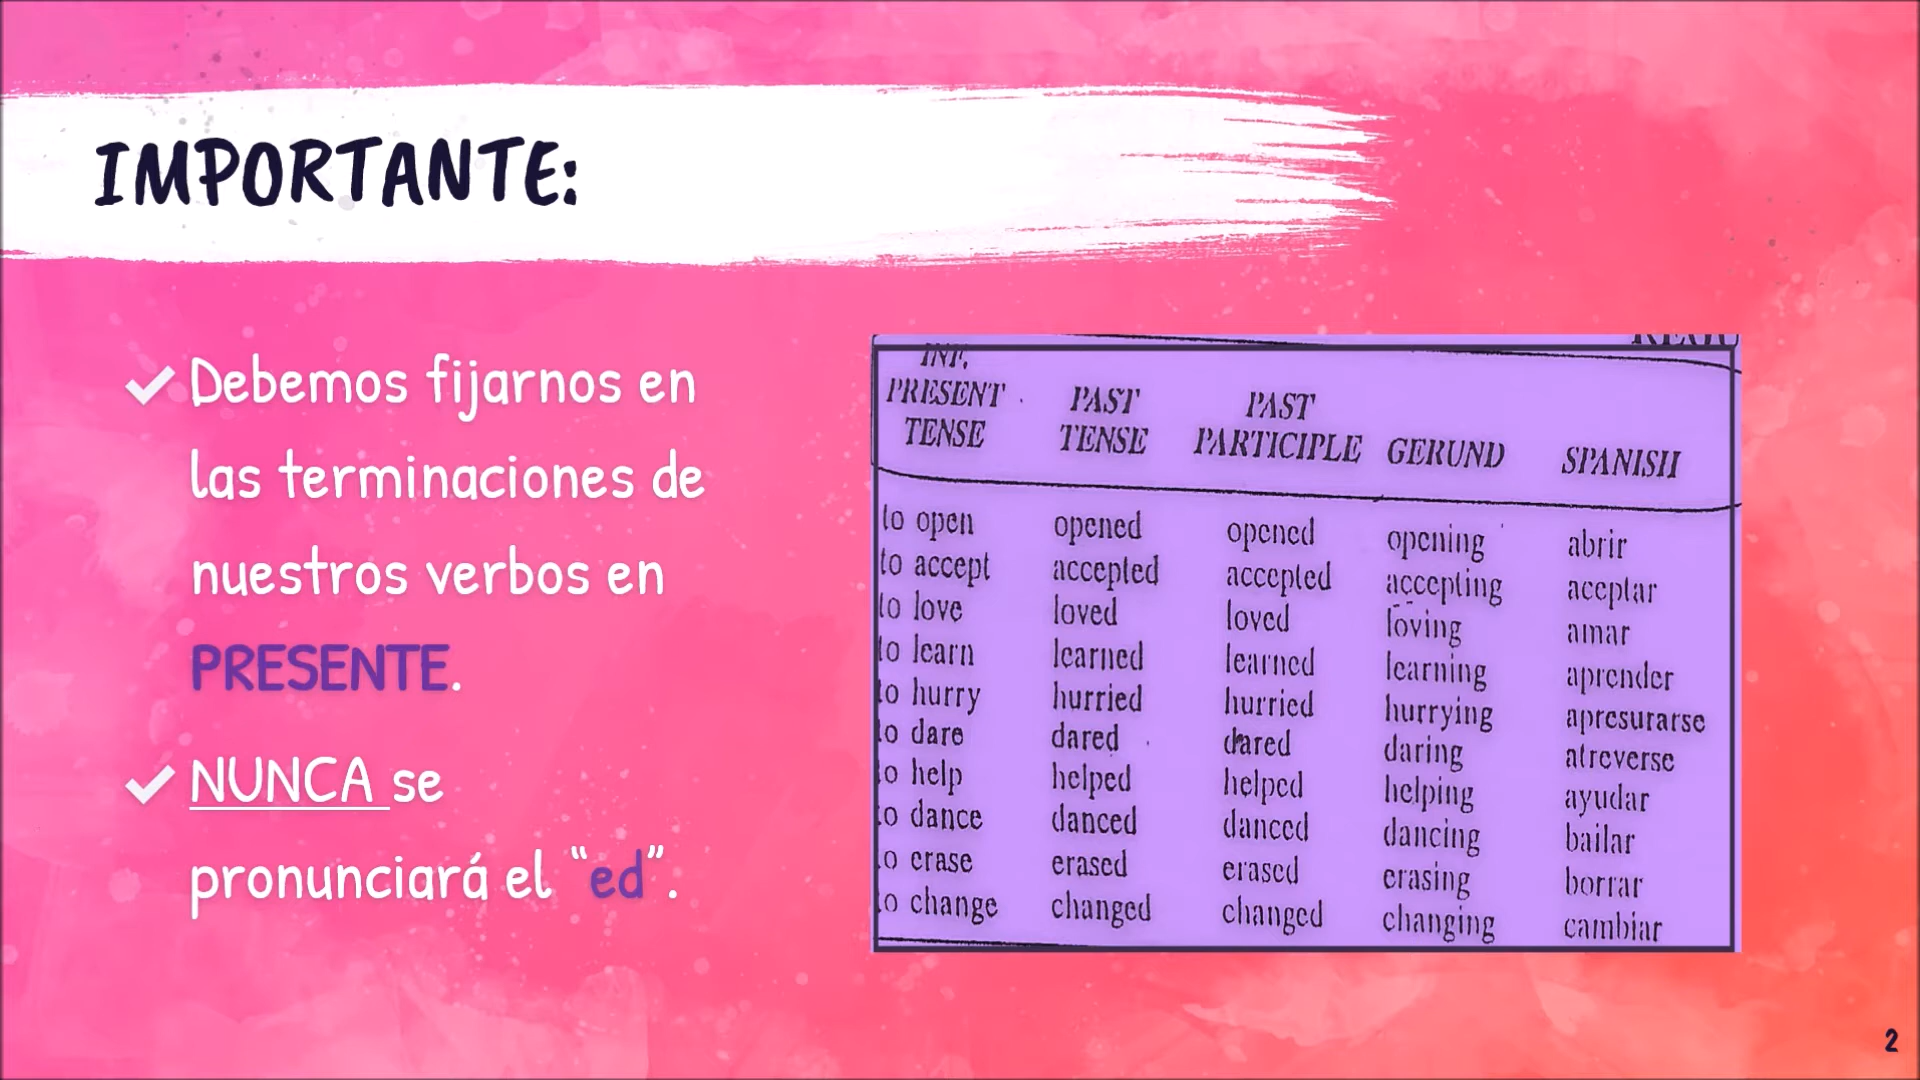 IMPORTANTE:
Debemos fijarnos en
las terminaciones de
nuestros verbos en
PRESENTE.
NUNCA se
pronunciará el “ed”.
INF.
PRESENT TENSE PAST TENSE PAST PARTICIPLE GERUND SPANISH
to open opened opened opening abrir
to accept accepted accepted accepting aceptar
to love loved loved loving amar
to learn learned learned learning aprender
to hurry hurried hurried hurrying apresurarse
to dare dared dared daring atreverse
to help helped helped helping ayudar
to dance danced danced dancing bailar
to erase erased erased erasing borrar
to change changed changed changing cambiar
2